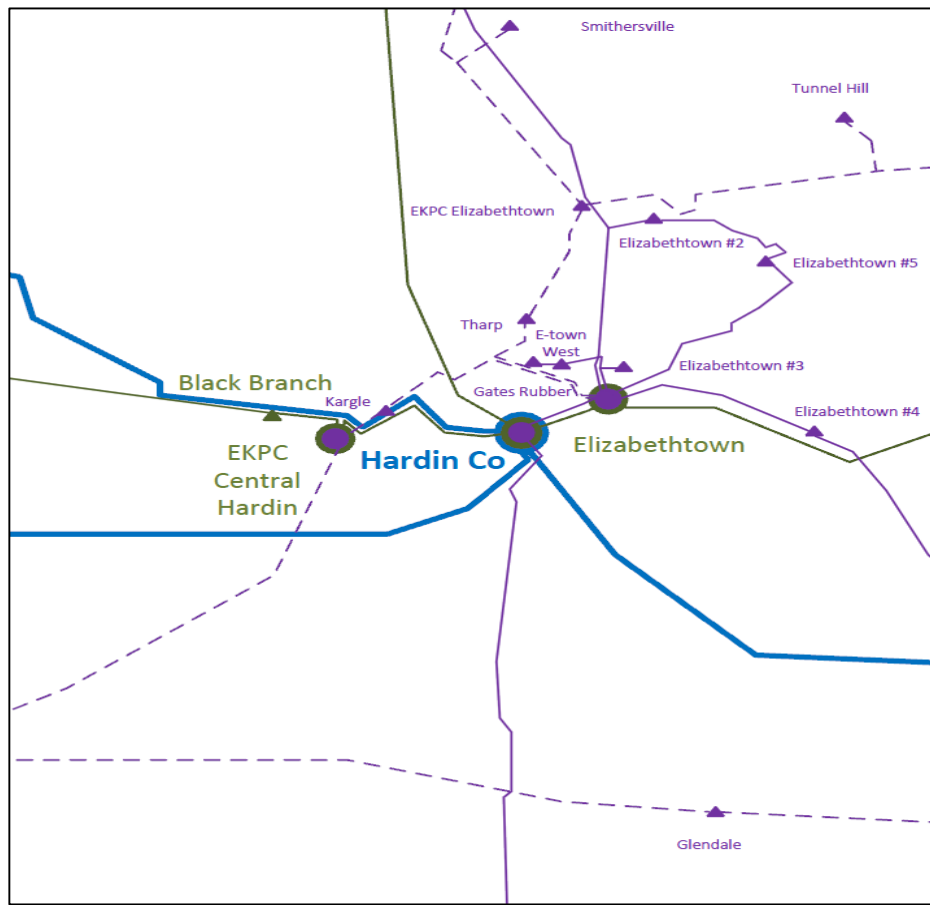 Smithersville
Tunnel Hill
EKPC Elizabethtown
Elizabethtown #2
Elizabethtown #5
Tharp
E-town
West
Elizabethtown #3
Black Branch
Gates Rubber
Kargle
Elizabethtown #4
EKPC
Central
Hardin
Hardin Co
Elizabethtown
Glendale